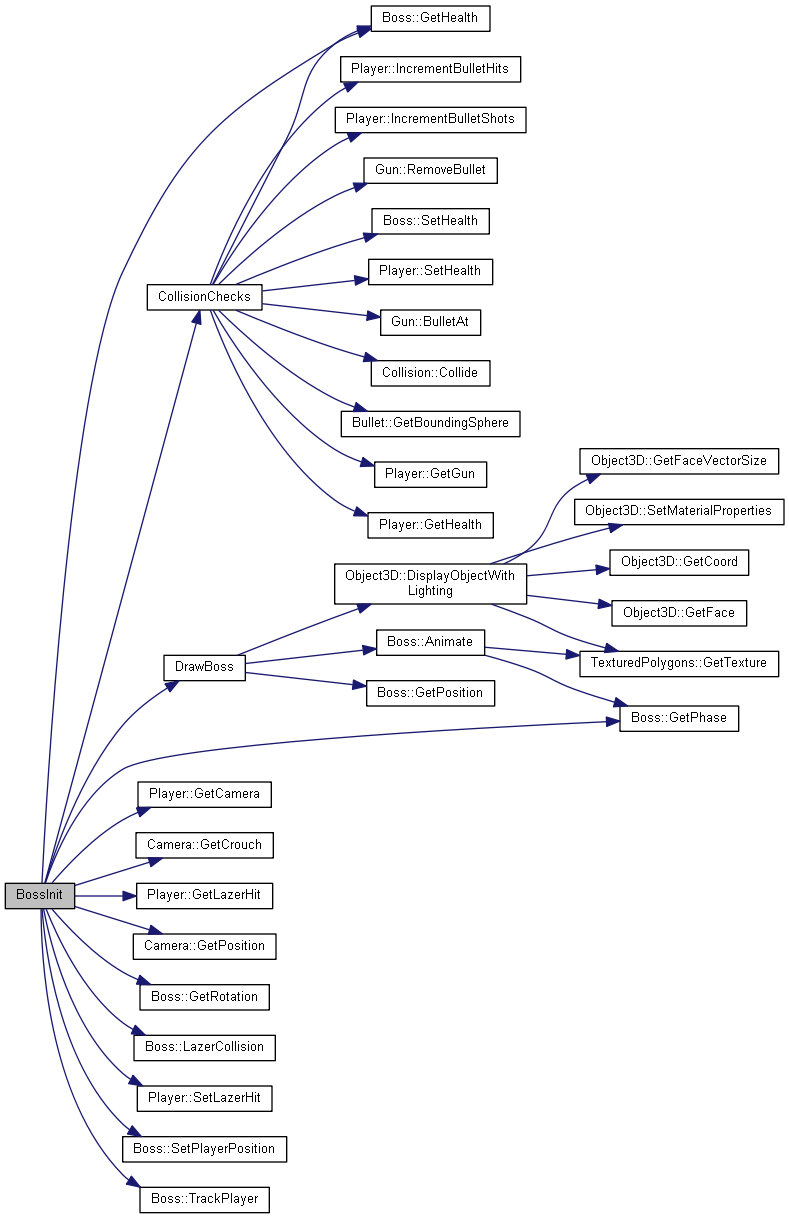 Boss::GetHealth
Player::IncrementBulletHits
Player::IncrementBulletShots
Gun::RemoveBullet
Boss::SetHealth
Player::SetHealth
CollisionChecks
Gun::BulletAt
Collision::Collide
Bullet::GetBoundingSphere
Player::GetGun
Player::GetHealth
Object3D::GetFaceVectorSize
Object3D::SetMaterialProperties
Object3D::GetCoord
Object3D::DisplayObjectWith
Lighting
Object3D::GetFace
Boss::Animate
TexturedPolygons::GetTexture
DrawBoss
Boss::GetPosition
Boss::GetPhase
Player::GetCamera
Camera::GetCrouch
BossInit
Player::GetLazerHit
Camera::GetPosition
Boss::GetRotation
Boss::LazerCollision
Player::SetLazerHit
Boss::SetPlayerPosition
Boss::TrackPlayer